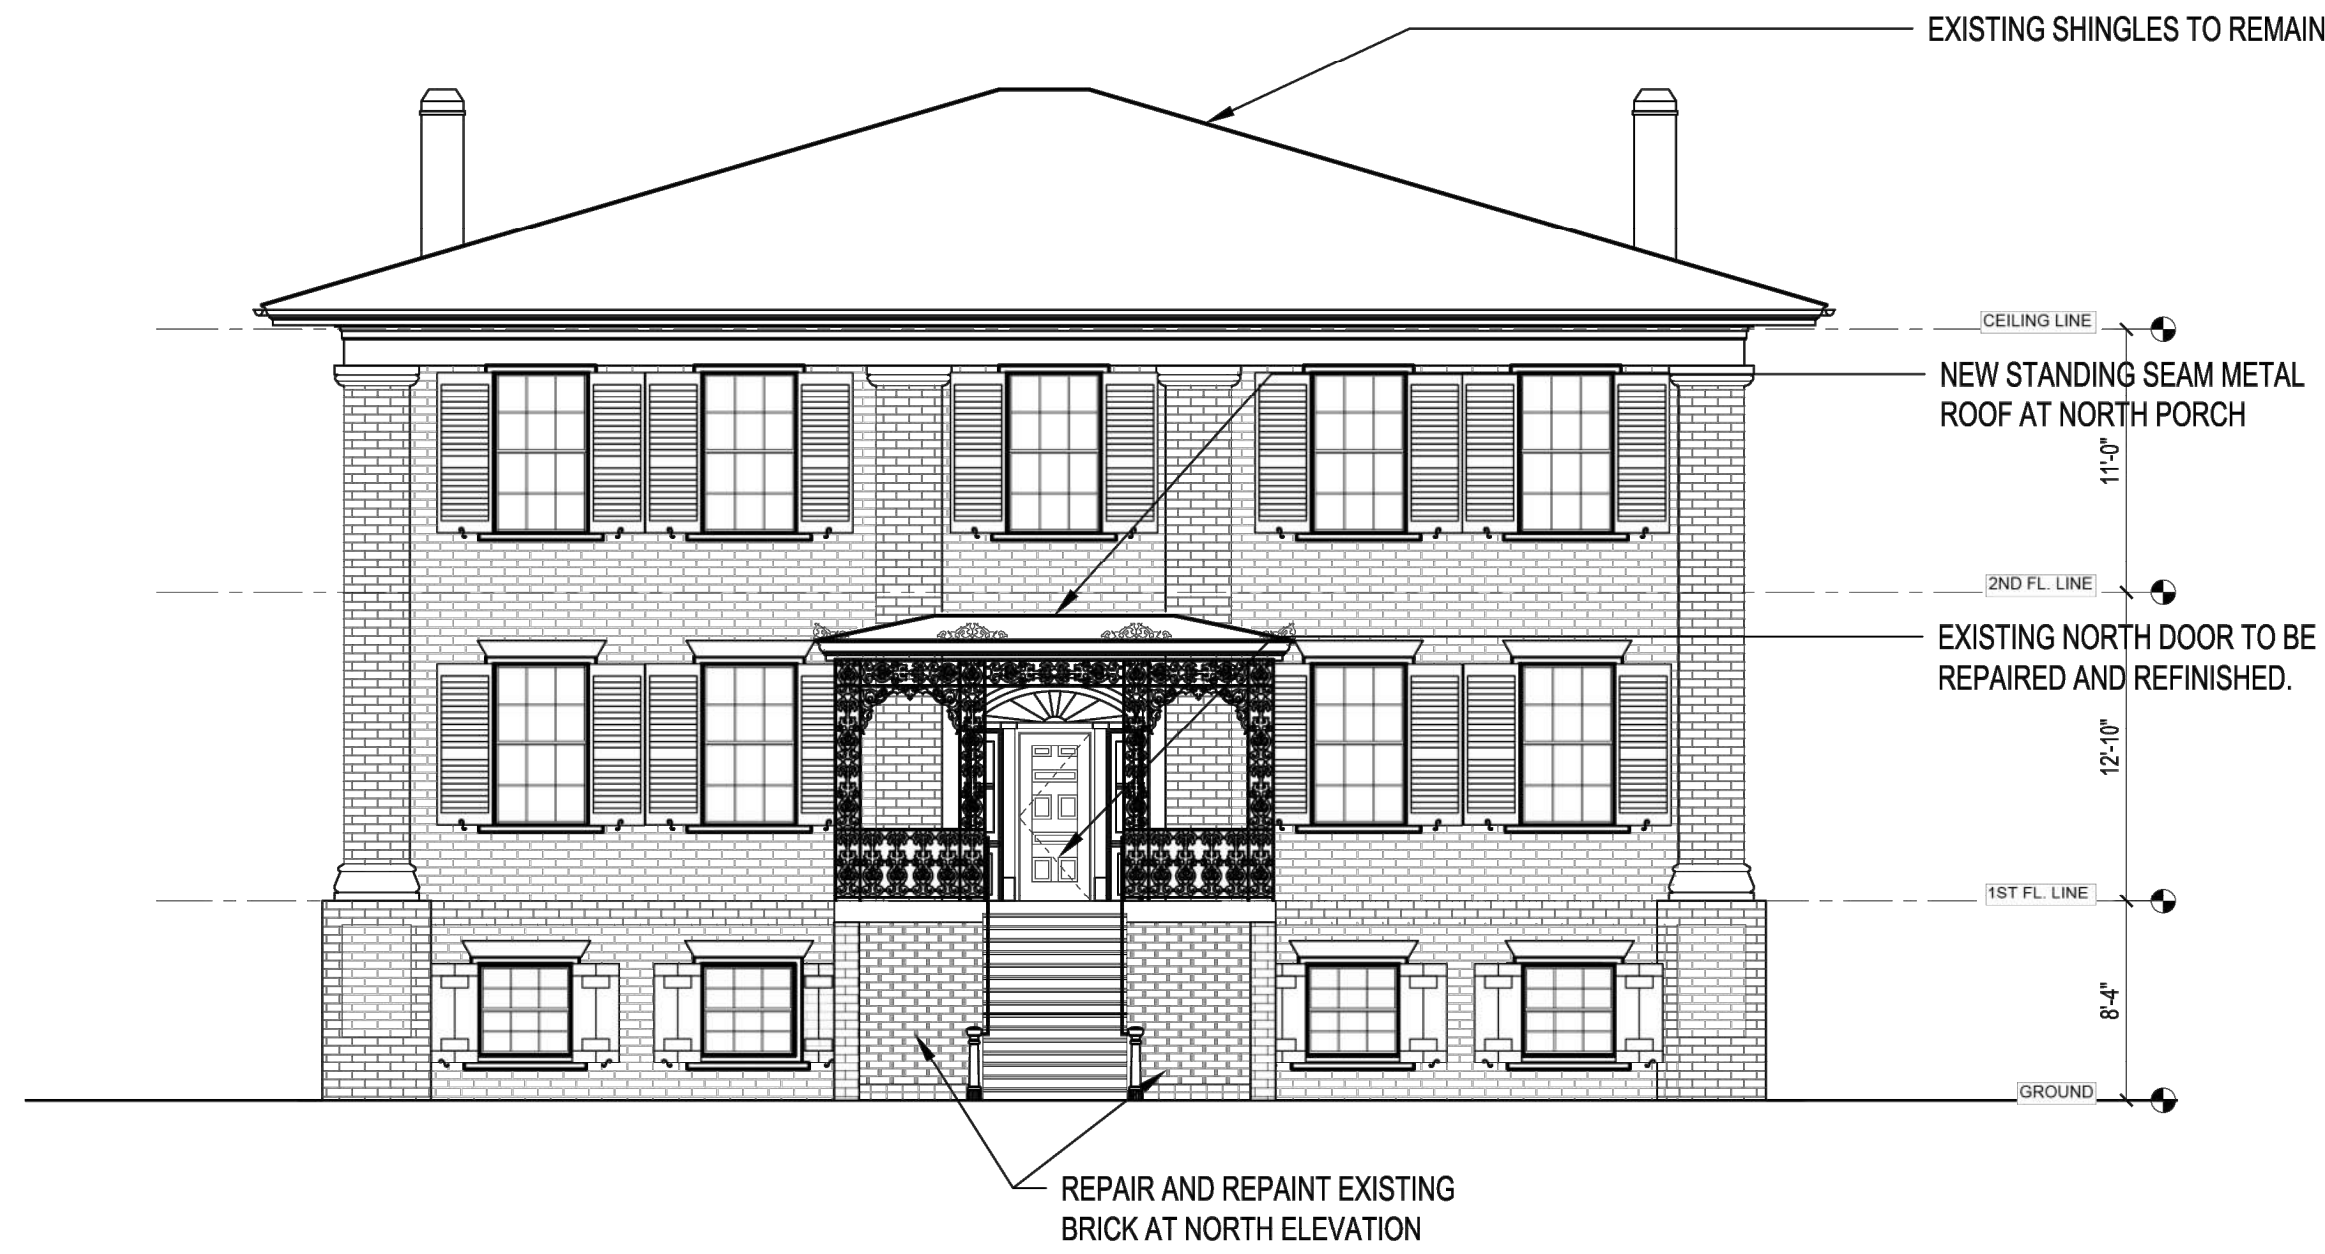 EXISTING SHINGLES TO REMAIN
CEILING LINE
NEW STANDING SEAM METAL
ROOF AT NORTH PORCH
11'-0"
2ND FL. LINE
EXISTING NORTH DOOR TO BE
REPAIRED AND REFINISHED.
12'-10"
1ST FL. LINE
8'-4"
GROUND
REPAIR AND REPAINT EXISTING
BRICK AT NORTH ELEVATION